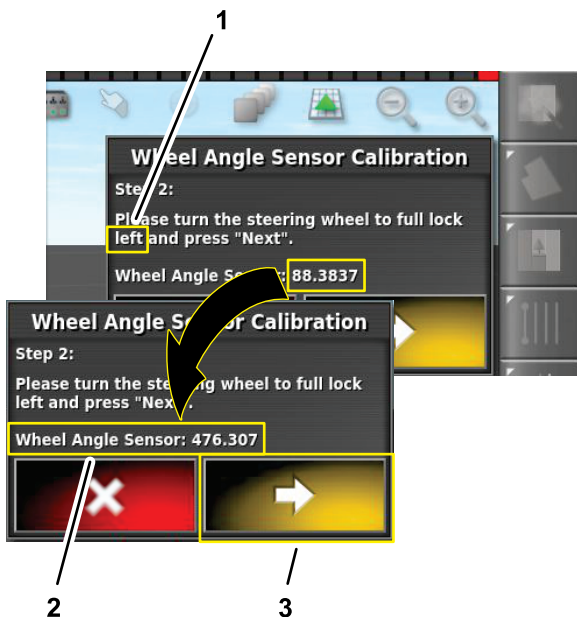 1
Wheel Angle Sensor Calibration
Step 2:
Please turn the steering wheel to full lock
left and press "Next".
Wheel Angle Sensor: 88.3837
Wheel Angle Sensor Calibration
Step 2:
Please turn the steering wheel to full lock
left and press "Next".
Wheel Angle Sensor: 476.307
2
3